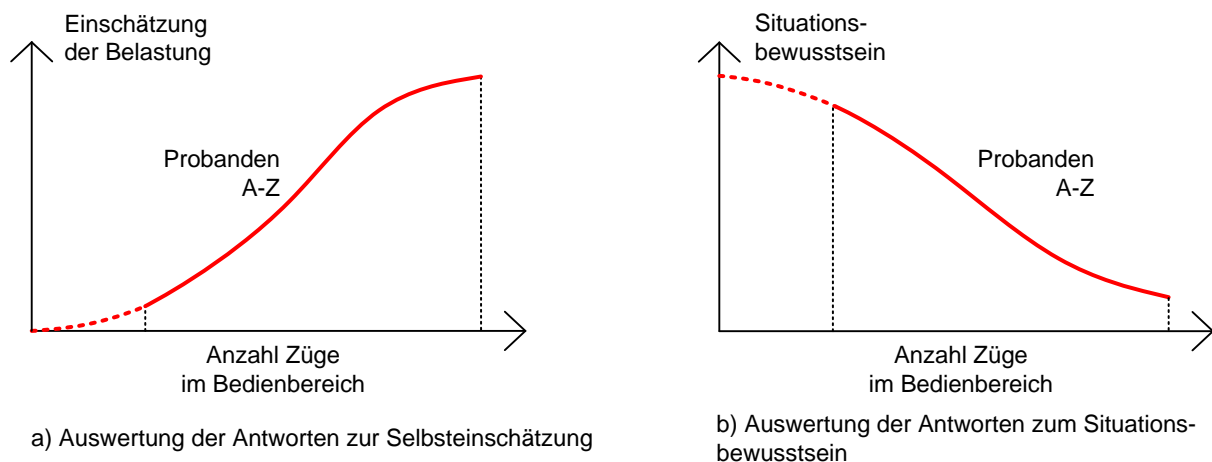 Einschätzung
der Belastung
Probanden
A-Z
Anzahl Züge
im Bedienbereich
a) Auswertung der Antworten zur Selbsteinschätzung
Situations-
bewusstsein
Probanden
A-Z
Anzahl Züge
im Bedienbereich
b) Auswertung der Antworten zum Situations-
bewusstsein